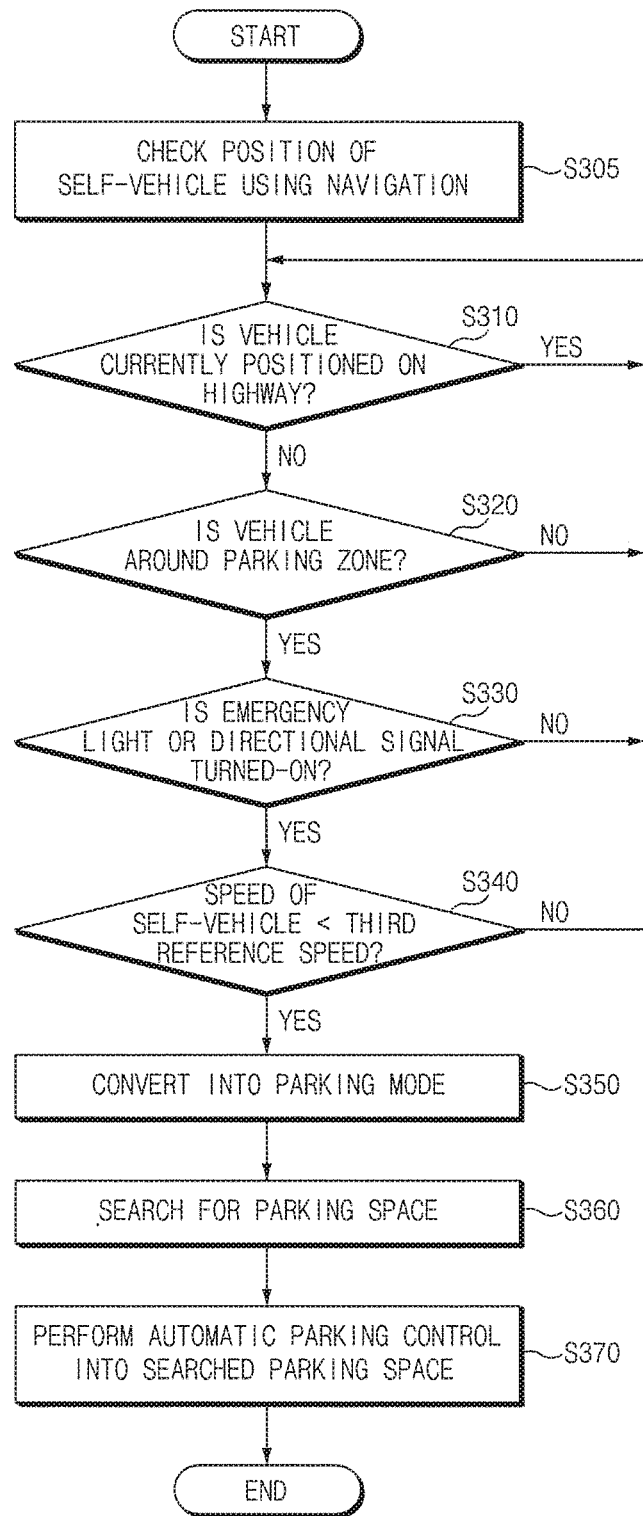 START
CHECK POSITION OF
SELF-VEHICLE USING NAVIGATION
S305
S310
IS VEHICLE
CURRENTLY POSITIONED ON
HIGHWAY?
YES
NO
S320
IS VEHICLE
AROUND PARKING ZONE?
NO
YES
S330
IS EMERGENCY
LIGHT OR DIRECTIONAL SIGNAL
TURNED-ON?
NO
YES
S340
SPEED OF
SELF-VEHICLE < THIRD
REFERENCE SPEED?
NO
YES
CONVERT INTO PARKING MODE
S350
SEARCH FOR PARKING SPACE
S360
PERFORM AUTOMATIC PARKING CONTROL
INTO SEARCHED PARKING SPACE
S370
END